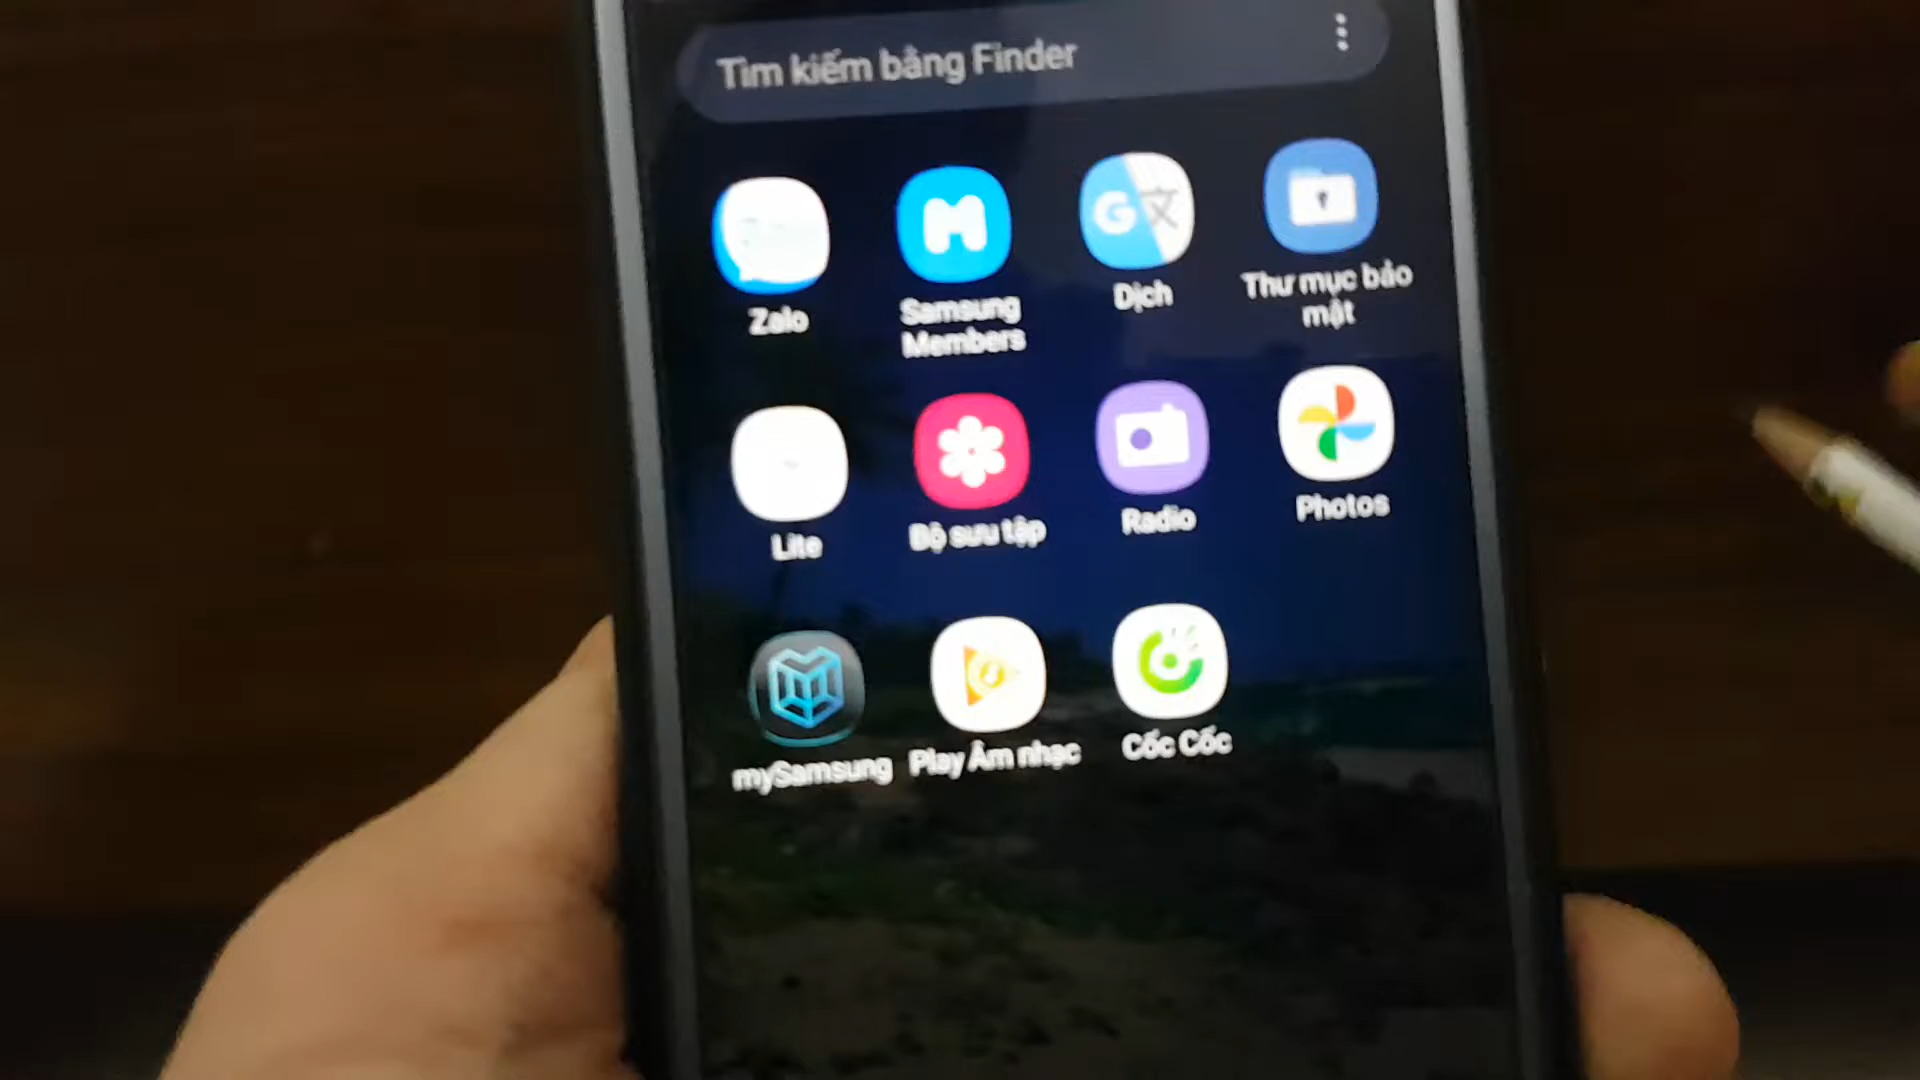 Tìm kiếm bằng Finder
Zalo
Samsung
Members
Dịch
Thư mục bảo
mật
Lite
Bộ sưu tập
Radio
Photos
mySamsung
Play Âm nhạc
Cốc Cốc